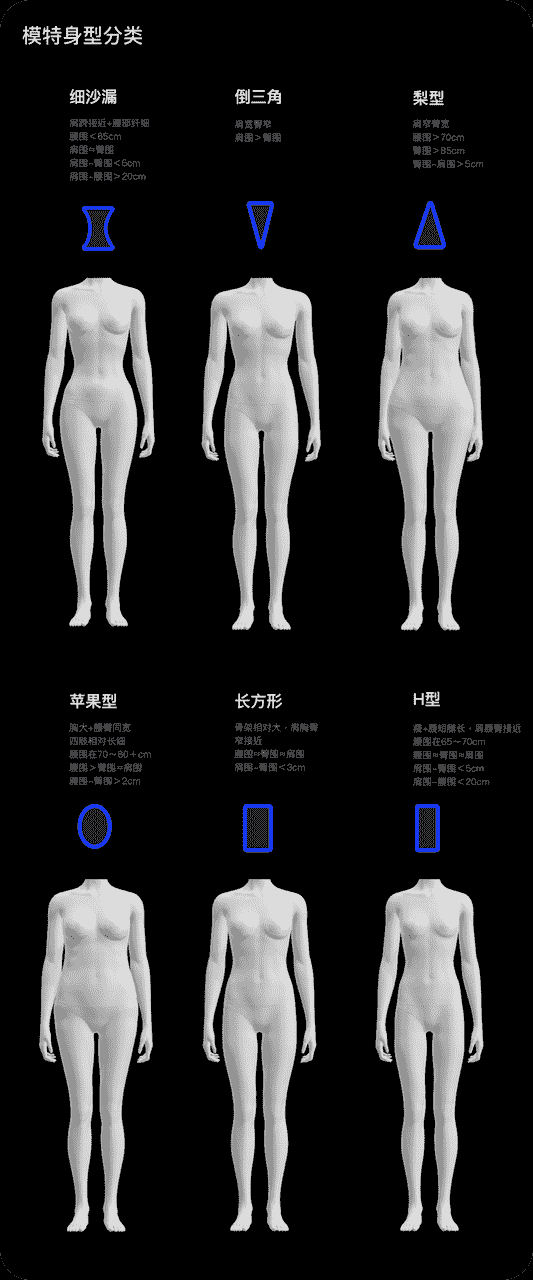 模特身型分类
细沙漏
肩胯接近+腰部纤细
腰围<65cm
肩围≈臀围
肩围-臀围<5cm
肩围-腰围>20cm
倒三角
肩宽臀窄
肩围>臀围
梨型
肩窄臀宽
腰围>70cm
臀围>85cm
臀围-肩围>5cm
苹果型
胸大+腰臀同宽
四肢相对长细
腰围在70~80+cm
腰围>臀围≈肩围
腰围-臀围>2cm
长方形
骨架相对大,肩胸臀
窄接近
腰围≈臀围≈肩围
肩围-臀围<3cm
H型
瘦+腰短腿长,肩腰臀接近
腰围在65~70cm
腰围≈臀围≈肩围
肩围-臀围<5cm
肩围-腰围<20cm